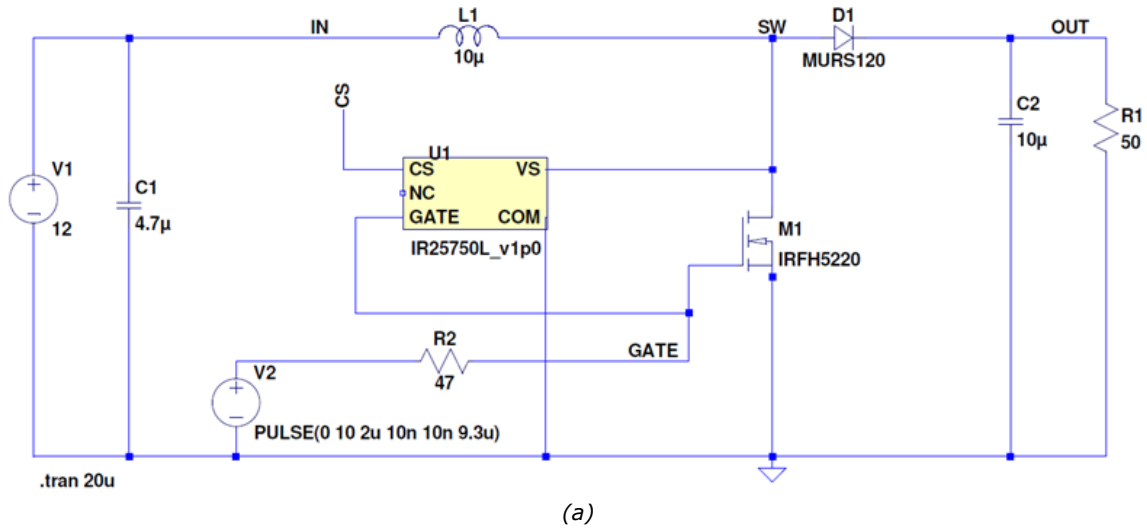 IN
L1
10µ
SW
D1
MURS120
OUT
C2
10µ
R1
50
CS
U1
CS
VS
NC
GATE
COM
IR25750L_v1p0
V1
12
C1
4.7µ
M1
IRFH5220
R2
47
GATE
V2
PULSE(0 10 2u 10n 10n 9.3u)
.tran 20u
(a)